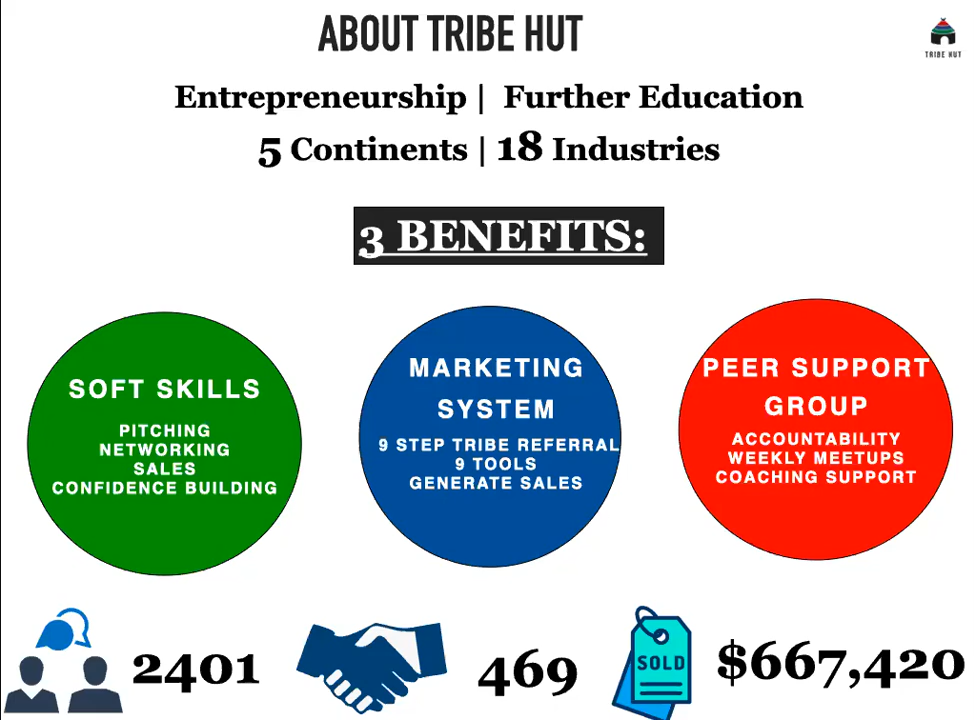 ABOUT TRIBE HUT
TRIBE HUT
Entrepreneurship | Further Education
5 Continents | 18 Industries
3 BENEFITS:
SOFT SKILLS
PITCHING
NETWORKING
SALES
CONFIDENCE BUILDING
MARKETING
SYSTEM
9 STEP TRIBE REFERRAL
9 TOOLS
GENERATE SALES
PEER SUPPORT
GROUP
ACCOUNTABILITY
WEEKLY MEETUPS
COACHING SUPPORT
2401
469
SOLD
$667,420